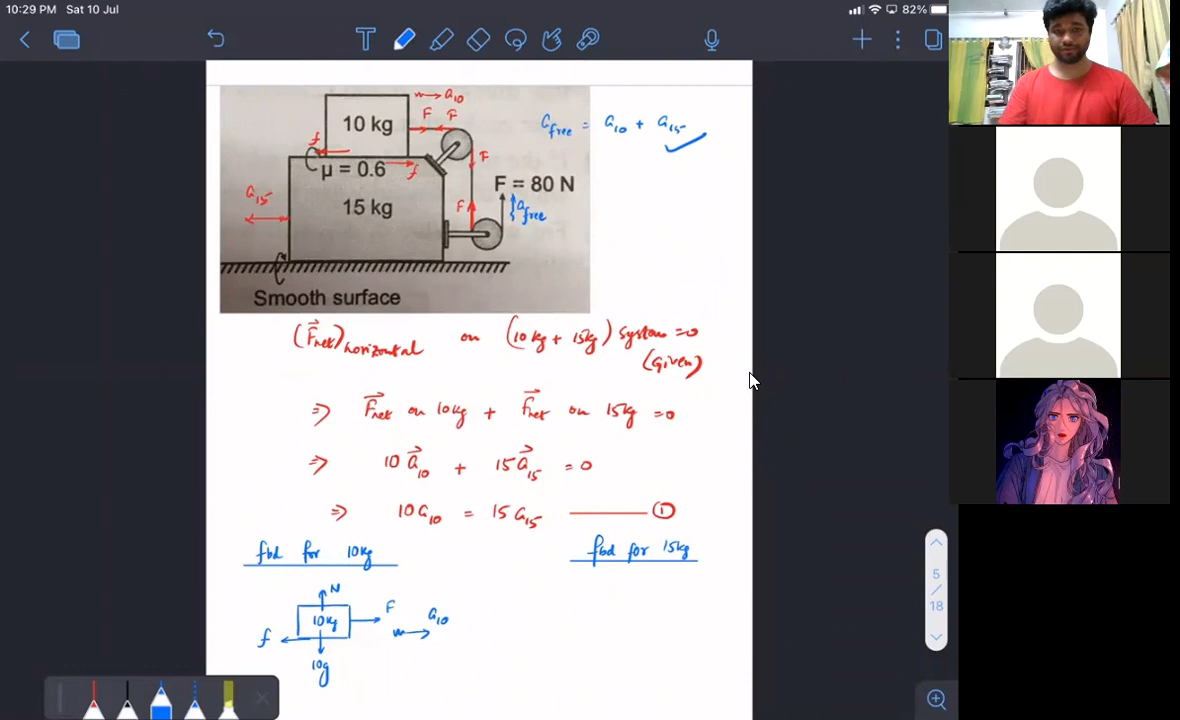 10:29 PM Sat 10 Jul
82%
T
a10
F F
10 kg
afree = a10 + a15
f
μ = 0.6
f
F
F = 80 N
a15
15 kg
F
afree
Smooth surface
(F⃗net)horizontal on (10kg + 15kg) system = 0
(Given)
⇒ F⃗net on 10kg + F⃗net on 15kg = 0
⇒ 10 a⃗10 + 15 a⃗15 = 0
⇒ 10 a10 = 15 a15 ——— ①
fbd for 10kg
fbd for 15kg
N
10kg
F
a10
f
10g
5
/
18